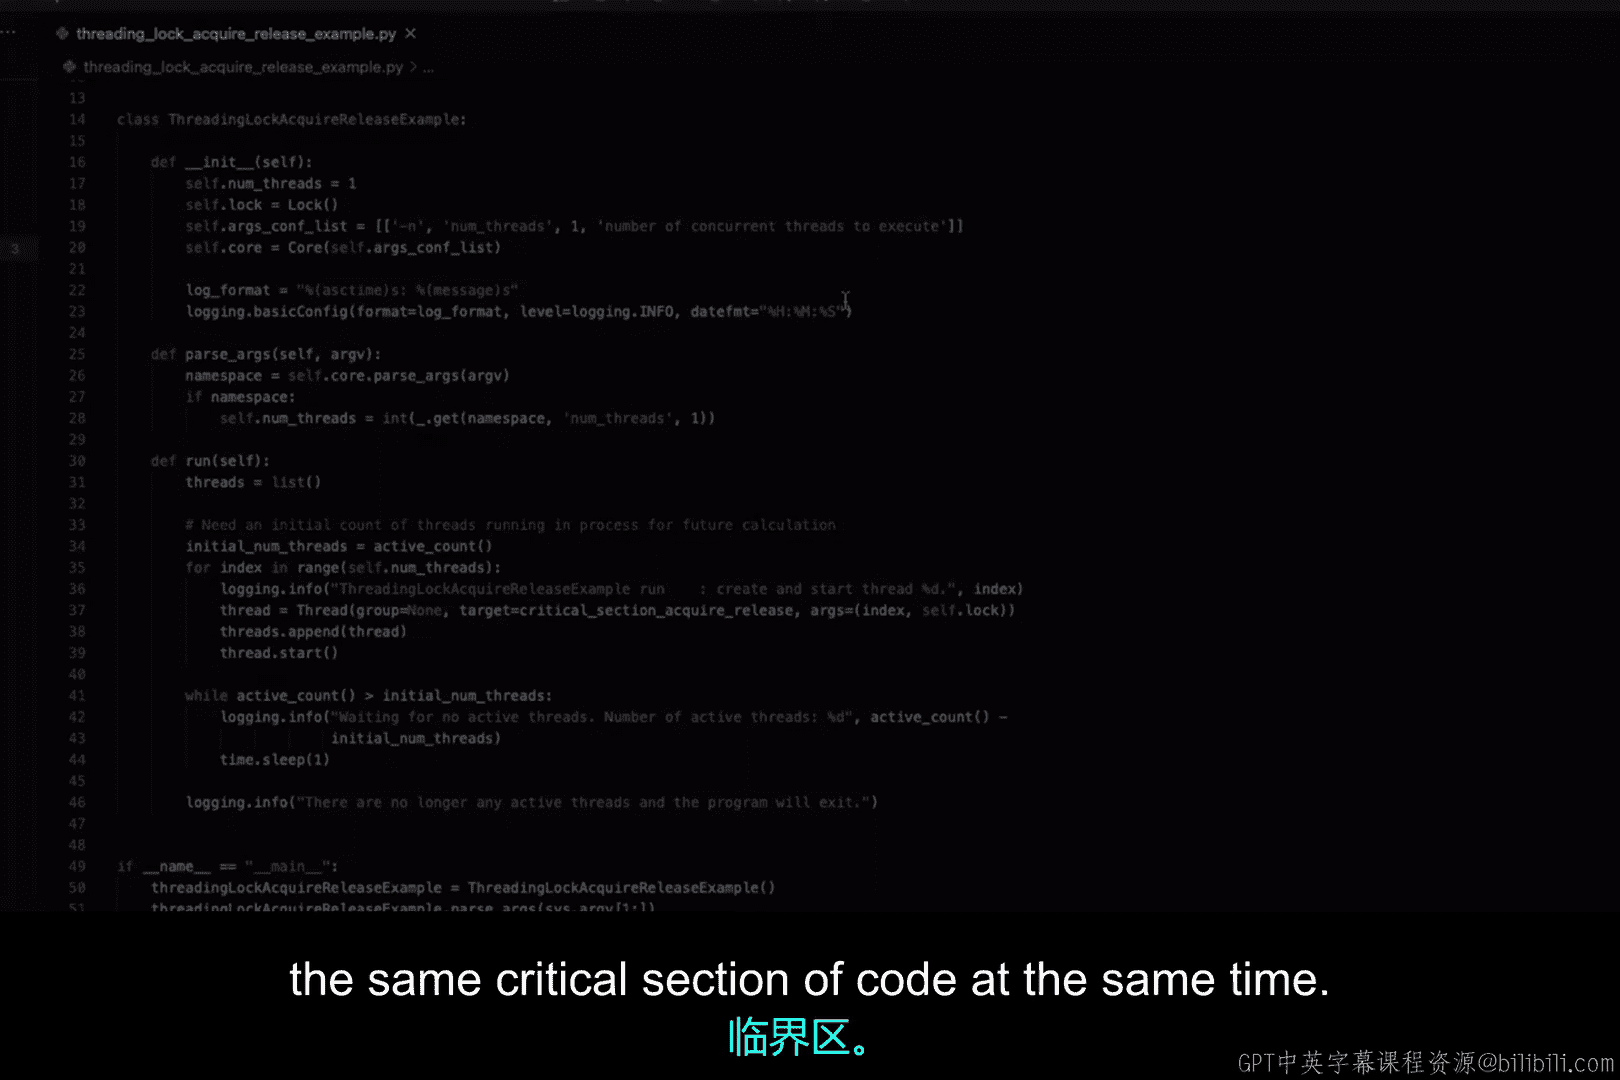 threading_lock_acquire_release_example.py ×
threading_lock_acquire_release_example.py > ...
13
14 class ThreadingLockAcquireReleaseExample:
15
16 def __init__(self):
17 self.num_threads = 1
18 self.lock = Lock()
19 self.args_conf_list = [['-n', 'num_threads', 1, 'number of concurrent threads to execute']]
3
20 self.core = Core(self.args_conf_list)
21
22 log_format = "%(asctime)s: %(message)s"
23 logging.basicConfig(format=log_format, level=logging.INFO, datefmt="%H:%M:%S")
24
25 def parse_args(self, argv):
26 namespace = self.core.parse_args(argv)
27 if namespace:
28 self.num_threads = int(_.get(namespace, 'num_threads', 1))
29
30 def run(self):
31 threads = list()
32
33 # Need an initial count of threads running in process for future calculation
34 initial_num_threads = active_count()
35 for index in range(self.num_threads):
36 logging.info("ThreadingLockAcquireReleaseExample run    : create and start thread %d.", index)
37 thread = Thread(group=None, target=critical_section_acquire_release, args=(index, self.lock))
38 threads.append(thread)
39 thread.start()
40
41 while active_count() > initial_num_threads:
42 logging.info("Waiting for no active threads. Number of active threads: %d", active_count() -
43 initial_num_threads)
44 time.sleep(1)
45
46 logging.info("There are no longer any active threads and the program will exit.")
47
48
49 if __name__ == "__main__":
50 threadingLockAcquireReleaseExample = ThreadingLockAcquireReleaseExample()
51 threadingLockAcquireReleaseExample.parse_args(sys.argv[1:])
the same critical section of code at the same time.
临界区。
GPT中英字幕课程资源@bilibili.com